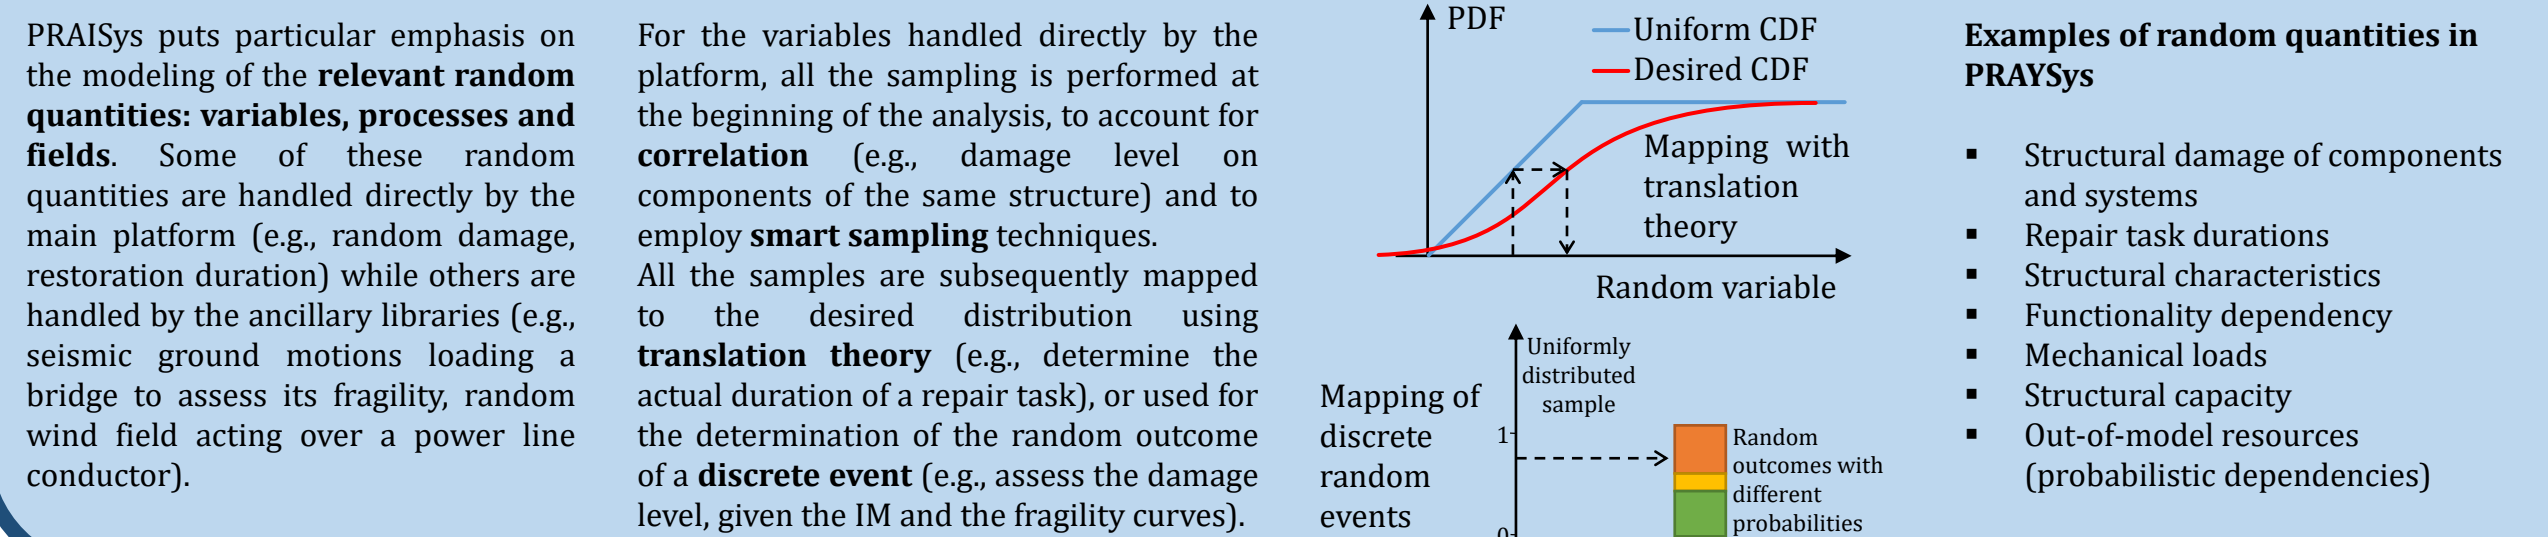 PRAISys puts particular emphasis on
the modeling of the relevant random
quantities: variables, processes and
fields. Some of these random
quantities are handled directly by the
main platform (e.g., random damage,
restoration duration) while others are
handled by the ancillary libraries (e.g.,
seismic ground motions loading a
bridge to assess its fragility, random
wind field acting over a power line
conductor).
For the variables handled directly by the
platform, all the sampling is performed at
the beginning of the analysis, to account for
correlation (e.g., damage level on
components of the same structure) and to
employ smart sampling techniques.
All the samples are subsequently mapped
to the desired distribution using
translation theory (e.g., determine the
actual duration of a repair task), or used for
the determination of the random outcome
of a discrete event (e.g., assess the damage
level, given the IM and the fragility curves).
PDF
Uniform CDF
Desired CDF
Mapping with
translation
theory
Random variable
Mapping of
discrete
random
events
Uniformly
distributed
sample
1
0
Random
outcomes with
different
probabilities
Examples of random quantities in
PRAYSys
▪ Structural damage of components
and systems
▪ Repair task durations
▪ Structural characteristics
▪ Functionality dependency
▪ Mechanical loads
▪ Structural capacity
▪ Out-of-model resources
(probabilistic dependencies)